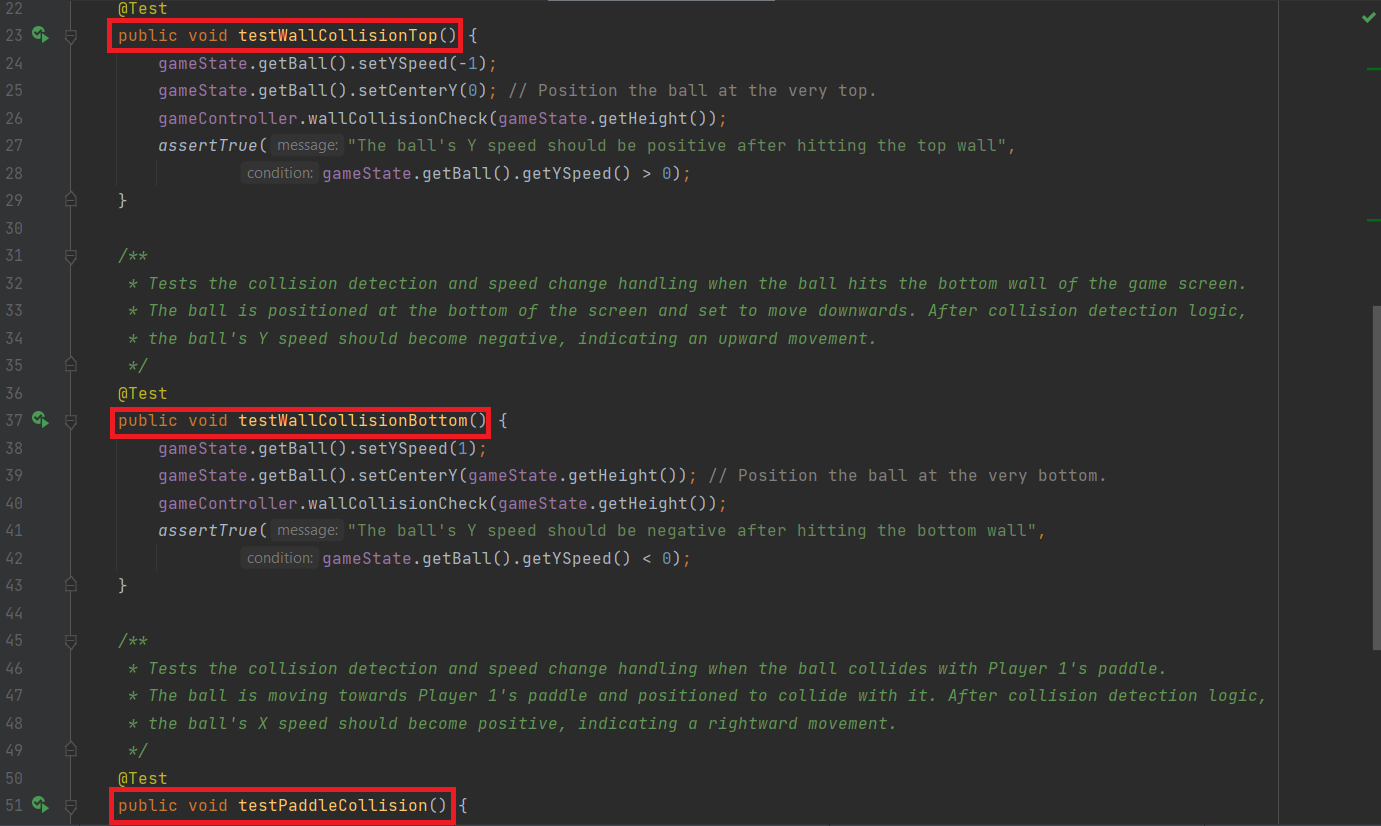 22 @Test
23 public void testWallCollisionTop() {
24 gameState.getBall().setYSpeed(-1);
25 gameState.getBall().setCenterY(0); // Position the ball at the very top.
26 gameController.wallCollisionCheck(gameState.getHeight());
27 assertTrue( message: "The ball's Y speed should be positive after hitting the top wall",
28 condition: gameState.getBall().getYSpeed() > 0);
29 }
30
31 /**
32 * Tests the collision detection and speed change handling when the ball hits the bottom wall of the game screen.
33 * The ball is positioned at the bottom of the screen and set to move downwards. After collision detection logic,
34 * the ball's Y speed should become negative, indicating an upward movement.
35 */
36 @Test
37 public void testWallCollisionBottom() {
38 gameState.getBall().setYSpeed(1);
39 gameState.getBall().setCenterY(gameState.getHeight()); // Position the ball at the very bottom.
40 gameController.wallCollisionCheck(gameState.getHeight());
41 assertTrue( message: "The ball's Y speed should be negative after hitting the bottom wall",
42 condition: gameState.getBall().getYSpeed() < 0);
43 }
44
45 /**
46 * Tests the collision detection and speed change handling when the ball collides with Player 1's paddle.
47 * The ball is moving towards Player 1's paddle and positioned to collide with it. After collision detection logic,
48 * the ball's X speed should become positive, indicating a rightward movement.
49 */
50 @Test
51 public void testPaddleCollision() {